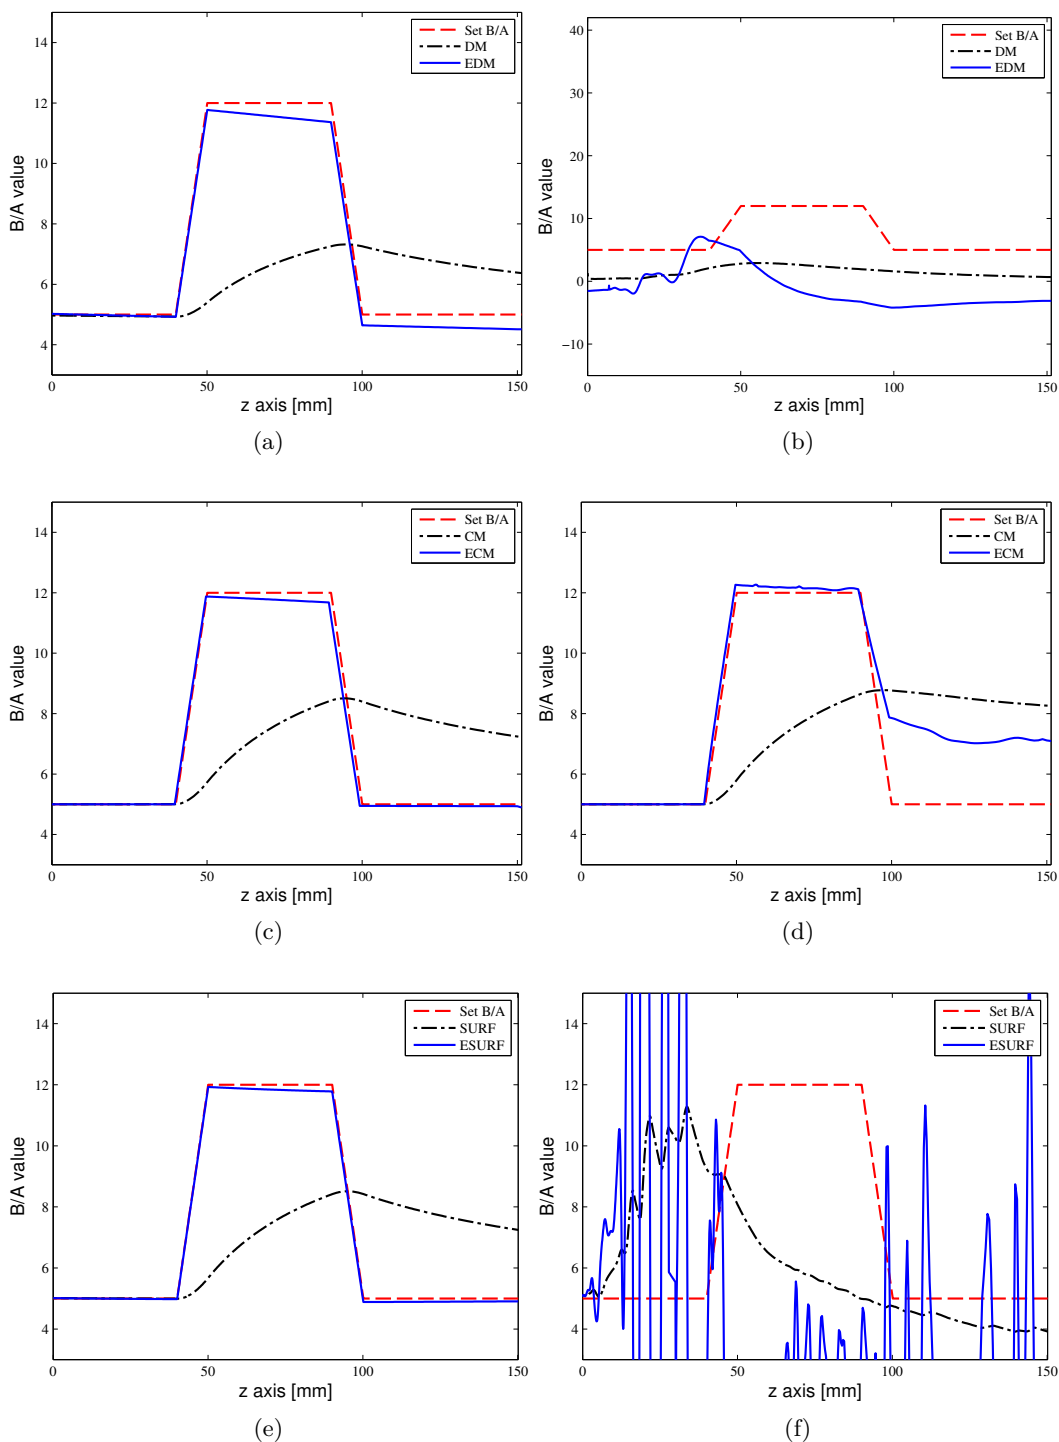 Set B/A
DM
EDM
14
12
10
8
6
4
B/A value
0
50
100
150
z axis [mm]
(a)
Set B/A
DM
EDM
40
30
20
10
0
−10
B/A value
0
50
100
150
z axis [mm]
(b)
Set B/A
CM
ECM
14
12
10
8
6
4
B/A value
0
50
100
150
z axis [mm]
(c)
Set B/A
CM
ECM
14
12
10
8
6
4
B/A value
0
50
100
150
z axis [mm]
(d)
Set B/A
SURF
ESURF
14
12
10
8
6
4
B/A value
0
50
100
150
z axis [mm]
(e)
Set B/A
SURF
ESURF
14
12
10
8
6
4
B/A value
0
50
100
150
z axis [mm]
(f)